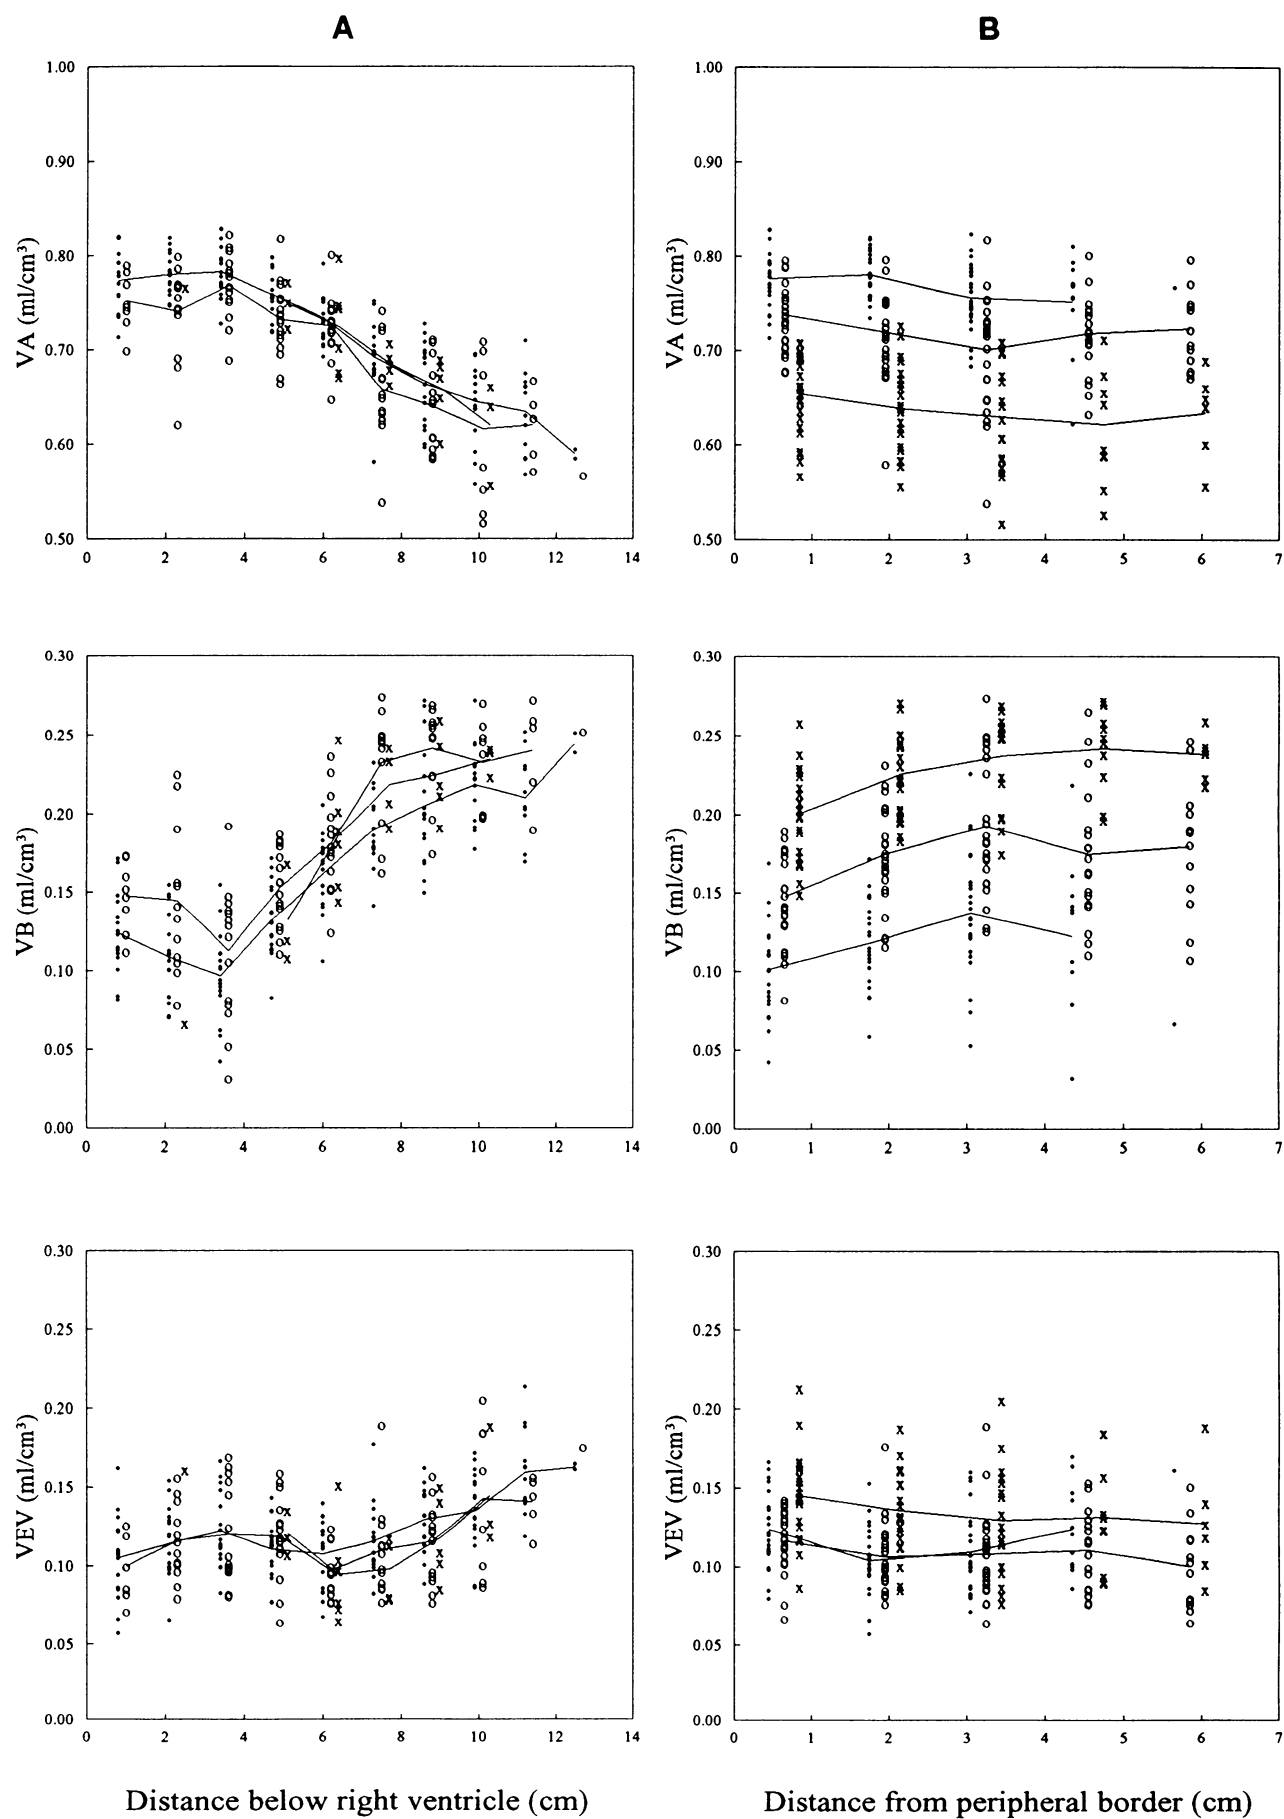 A
B
1.00
0.90
0.80
0.70
0.60
0.50
VA (ml/cm³)
0 2 4 6 8 10 12 14
1.00
0.90
0.80
0.70
0.60
0.50
VA (ml/cm³)
0 1 2 3 4 5 6 7
0.30
0.25
0.20
0.15
0.10
0.05
0.00
VB (ml/cm³)
0 2 4 6 8 10 12 14
0.30
0.25
0.20
0.15
0.10
0.05
0.00
VB (ml/cm³)
0 1 2 3 4 5 6 7
0.30
0.25
0.20
0.15
0.10
0.05
0.00
VEV (ml/cm³)
0 2 4 6 8 10 12 14
0.30
0.25
0.20
0.15
0.10
0.05
0.00
VEV (ml/cm³)
0 1 2 3 4 5 6 7
Distance below right ventricle (cm)
Distance from peripheral border (cm)